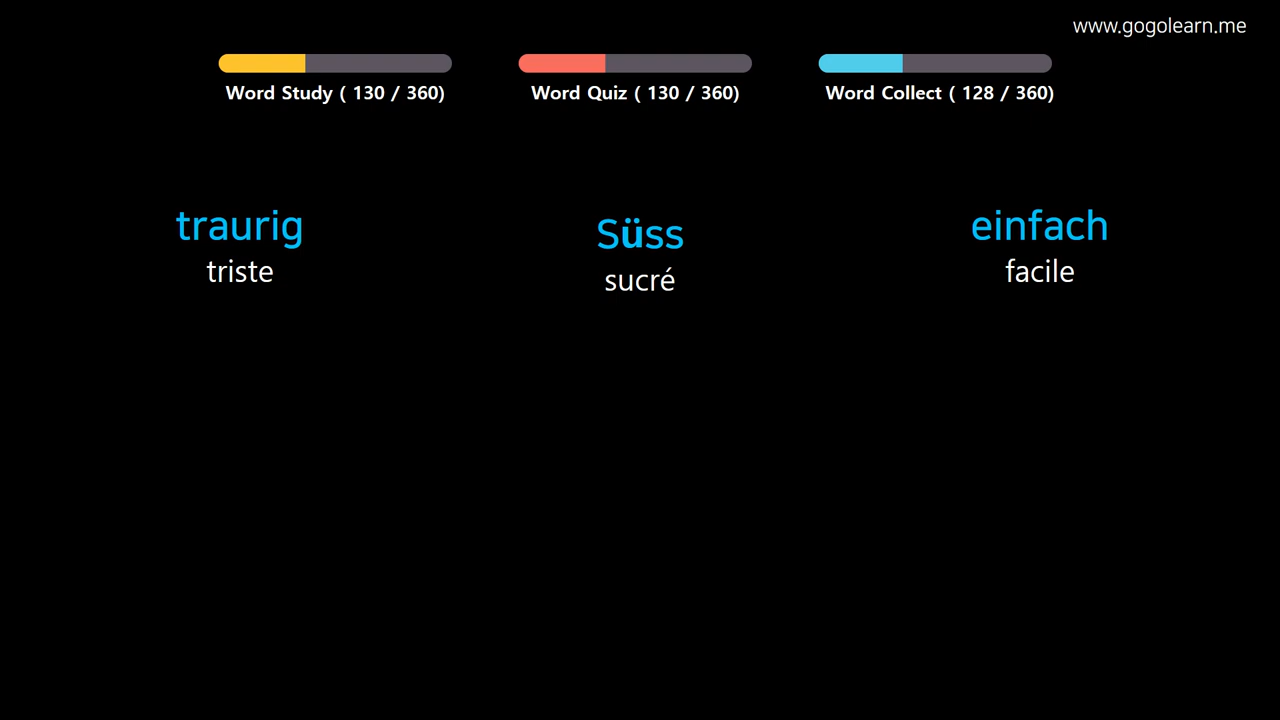 www.gogolearn.me
Word Study ( 130 / 360)
Word Quiz ( 130 / 360)
Word Collect ( 128 / 360)
traurig
triste
Süss
sucré
einfach
facile